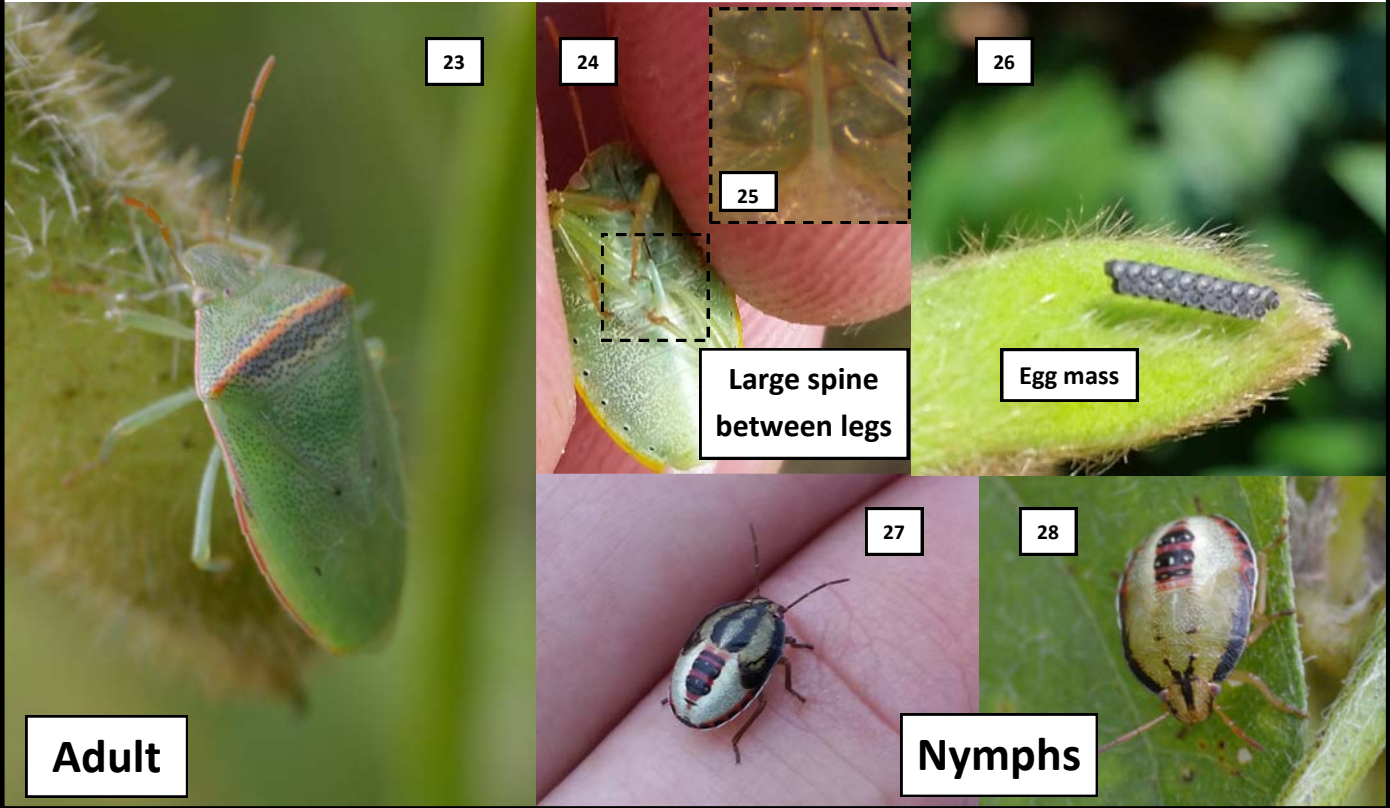 23
24
25
26
Large spine
between legs
Egg mass
27
28
Adult
Nymphs